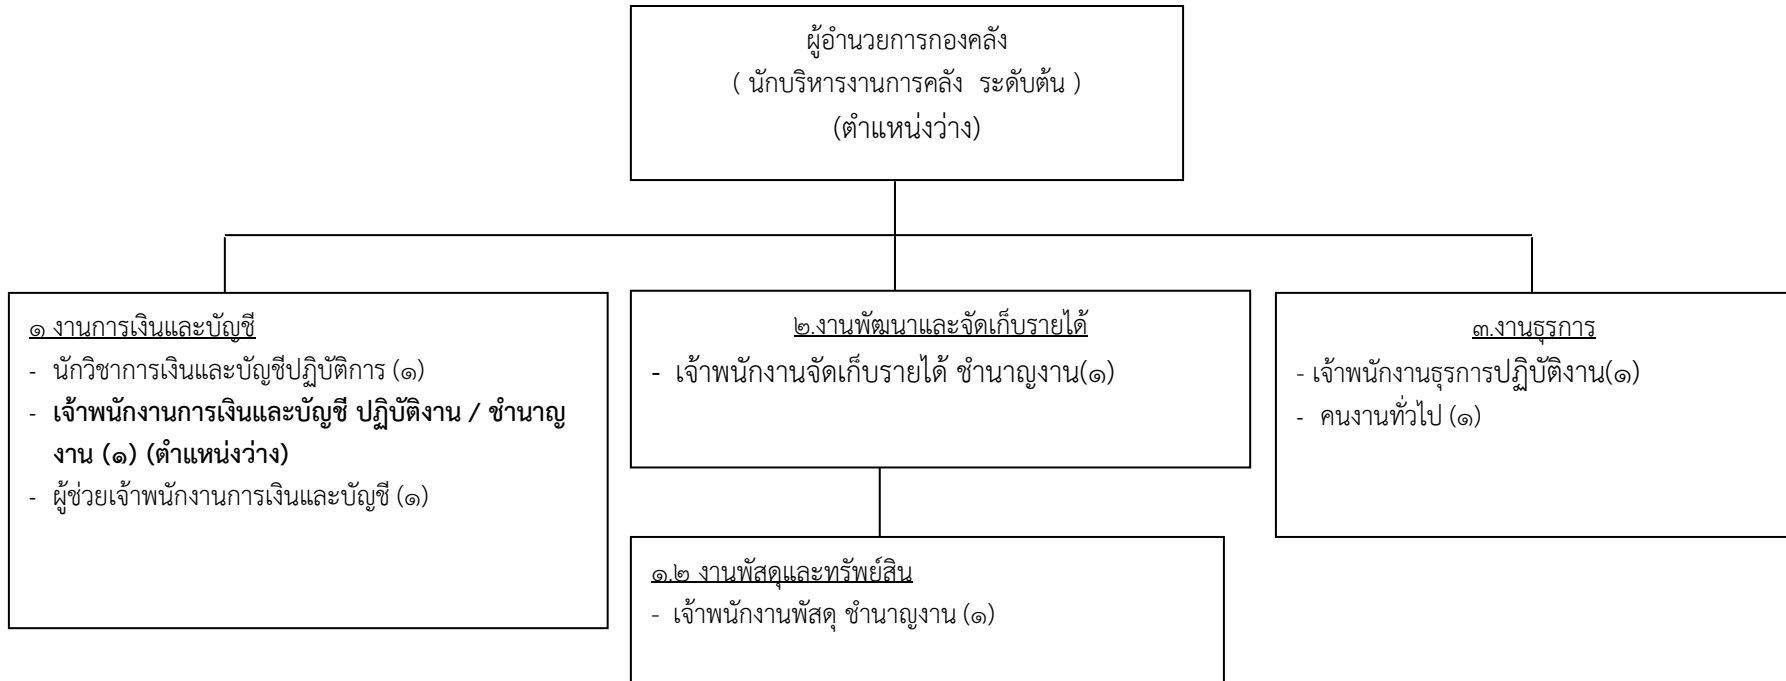 ผู้อำนวยการกองคลัง
( นักบริหารงานการคลัง ระดับต้น )
(ตำแหน่งว่าง)
๑ งานการเงินและบัญชี
- นักวิชาการเงินและบัญชีปฏิบัติการ (๑)
- เจ้าพนักงานการเงินและบัญชี ปฏิบัติงาน / ชำนาญ
งาน (๑) (ตำแหน่งว่าง)
- ผู้ช่วยเจ้าพนักงานการเงินและบัญชี (๑)
๒.งานพัฒนาและจัดเก็บรายได้
- เจ้าพนักงานจัดเก็บรายได้ ชำนาญงาน(๑)
๓.งานธุรการ
- เจ้าพนักงานธุรการปฏิบัติงาน(๑)
- คนงานทั่วไป (๑)
๑.๒ งานพัสดุและทรัพย์สิน
- เจ้าพนักงานพัสดุ ชำนาญงาน (๑)